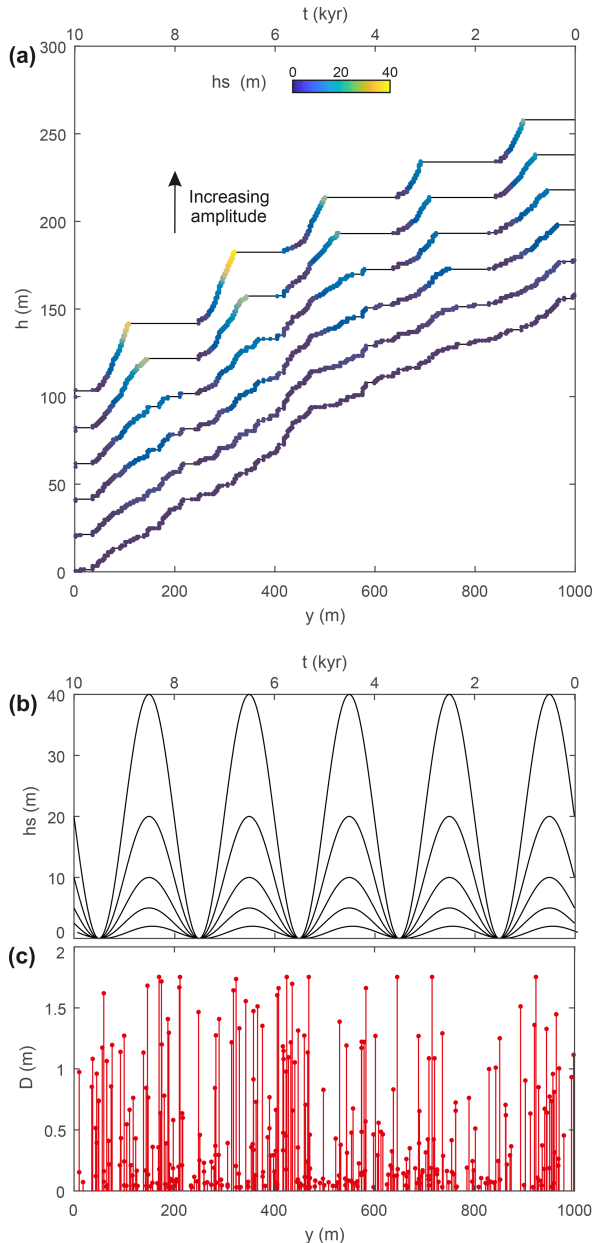 t (kyr)
10 8 6 4 2 0
(a)
300
250
200
150
100
50
0
h (m)
hs (m)
0 20 40
Increasing
amplitude
0 200 400 600 800 1000
y (m)
t (kyr)
10 8 6 4 2 0
(b)
40
30
20
10
0
hs (m)
(c)
2
1.5
1
0.5
0
D (m)
0 200 400 600 800 1000
y (m)